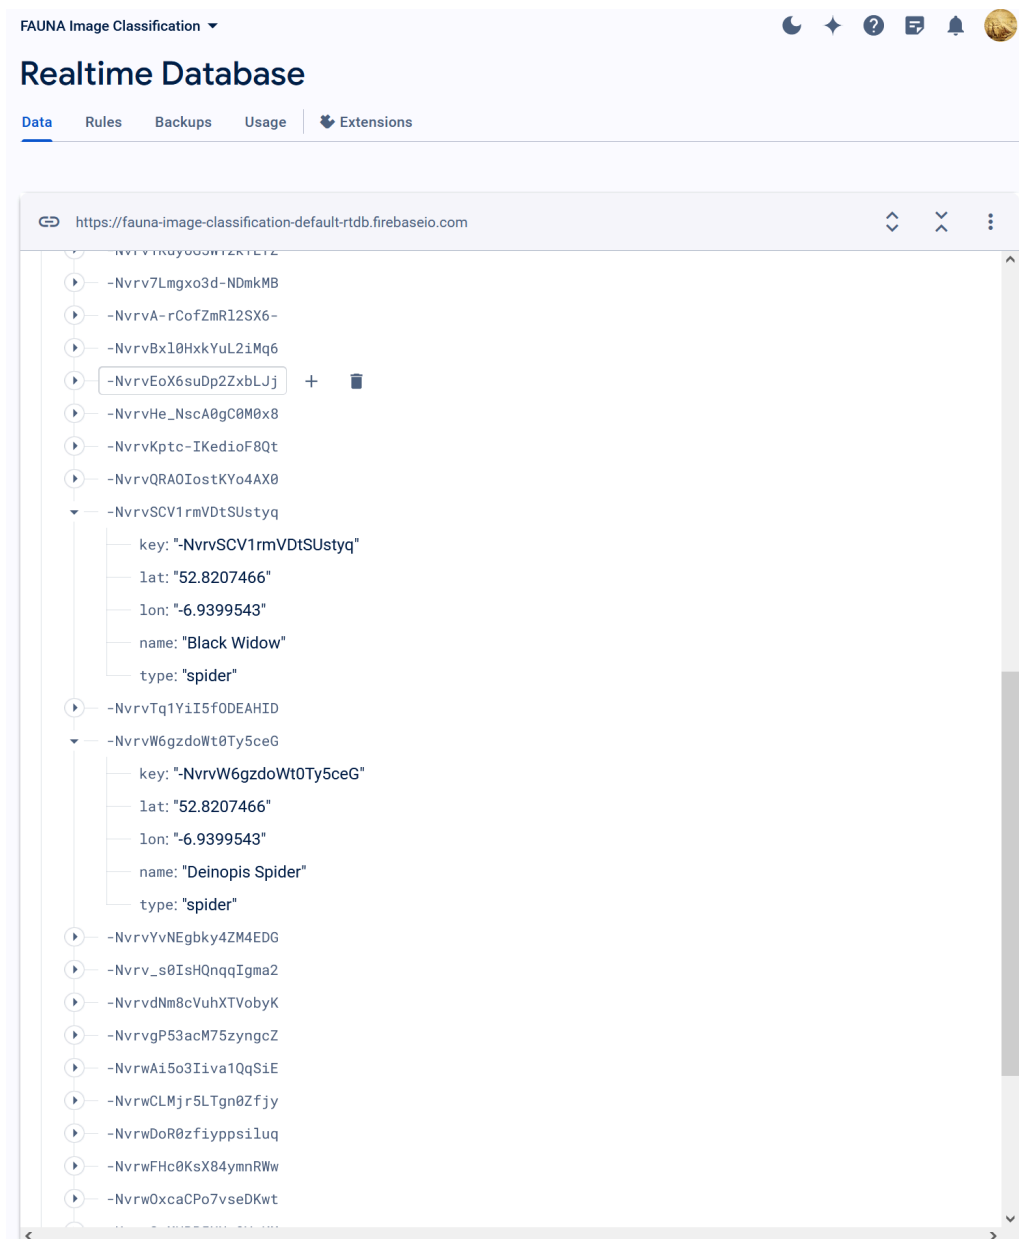 FAUNA Image Classification
Realtime Database
Data Rules Backups Usage Extensions
https://fauna-image-classification-default-rtdb.firebaseio.com
-Nvrv7Lmgxo3d-NDmkMB
-NvrvA-rCofZmRl2SX6-
-NvrvBxl0HxkYuL2iMq6
-NvrvEoX6suDp2ZxbLJj
-NvrvHe_NscA0gC0M0x8
-NvrvKptc-IKedioF8Qt
-NvrvQRAOIostKYo4AX0
-NvrvSCV1rmVDtSUstyq
key: "-NvrvSCV1rmVDtSUstyq"
lat: "52.8207466"
lon: "-6.9399543"
name: "Black Widow"
type: "spider"
-NvrvTq1YiI5fODEAHID
-NvrvW6gzdoWt0Ty5ceG
key: "-NvrvW6gzdoWt0Ty5ceG"
lat: "52.8207466"
lon: "-6.9399543"
name: "Deinopis Spider"
type: "spider"
-NvrvYvNEgbky4ZM4EDG
-Nvrv_s0IsHQnqqIgma2
-NvrvdNm8cVuhXTVobyK
-NvrvgP53acM75zyngcZ
-NvrwAi5o3Iiva1QqSiE
-NvrwCLMjr5LTgn0Zfjy
-NvrwDoR0zfiyppsiluq
-NvrwFHc0KsX84ymnRWw
-NvrwOxcaCPo7vseDKwt